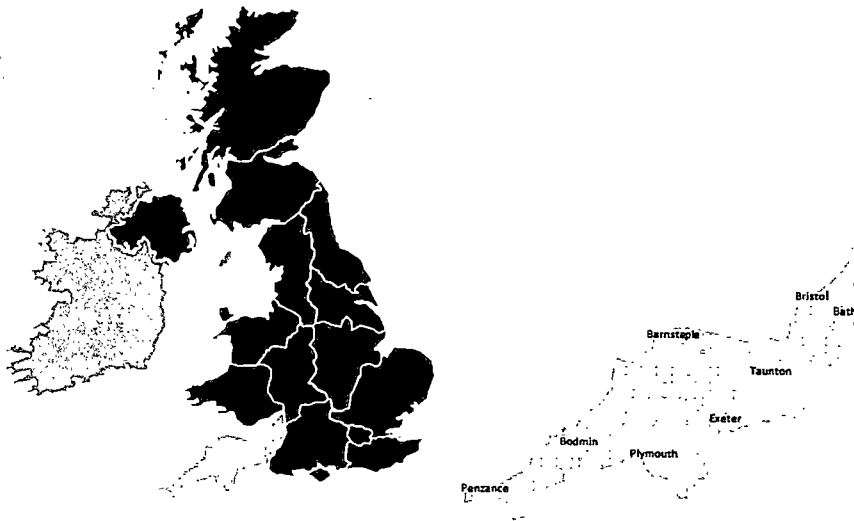 Bristol
Bath
Barnstaple
Taunton
Exeter
Bodmin
Plymouth
Penzance